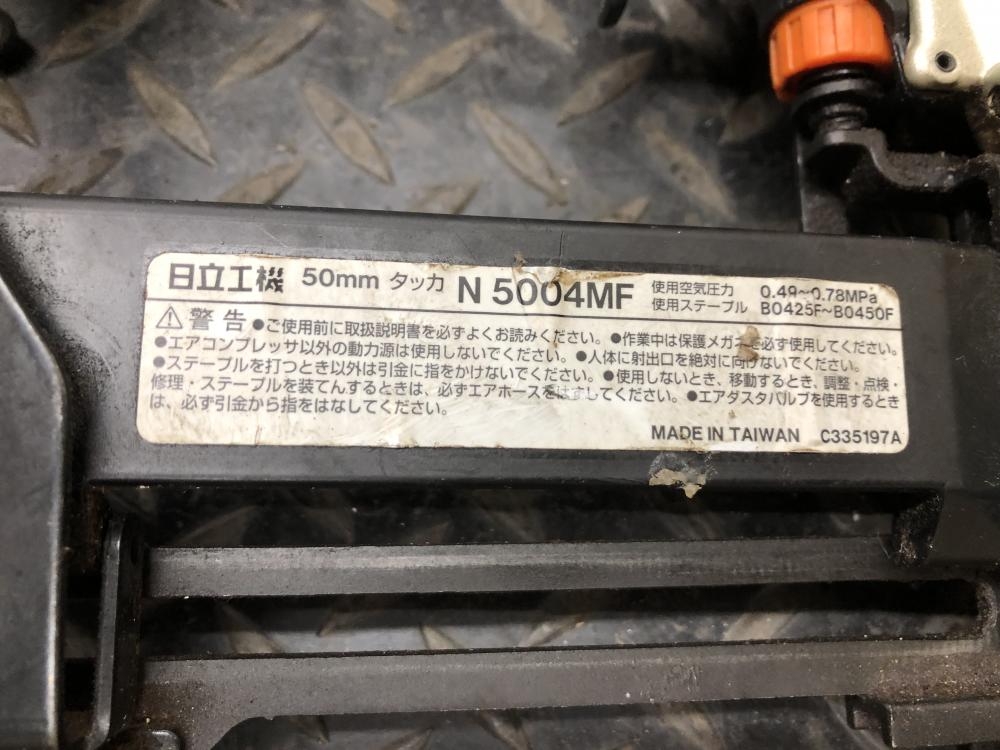 日立工機 50mm タッカ N 5004MF 使用空気圧力 0.49~0.78MPa
使用ステープル B0425F~B0450F
⚠警告 ●ご使用前に取扱説明書を必ずよくお読みください。●作業中は保護メガネを必ず使用してください。
●エアコンプレッサ以外の動力源は使用しないでください。●人体に射出口を絶対に向けないでください。
●ステープルを打つとき以外は引金に指をかけないでください。●使用しないとき、移動するとき、調整・点検・
修理・ステープルを装てんするときは、必ずエアホースをはずしてください。●エアダスタバルブを使用するとき
は、必ず引金から指をはなしてください。
MADE IN TAIWAN C335197A